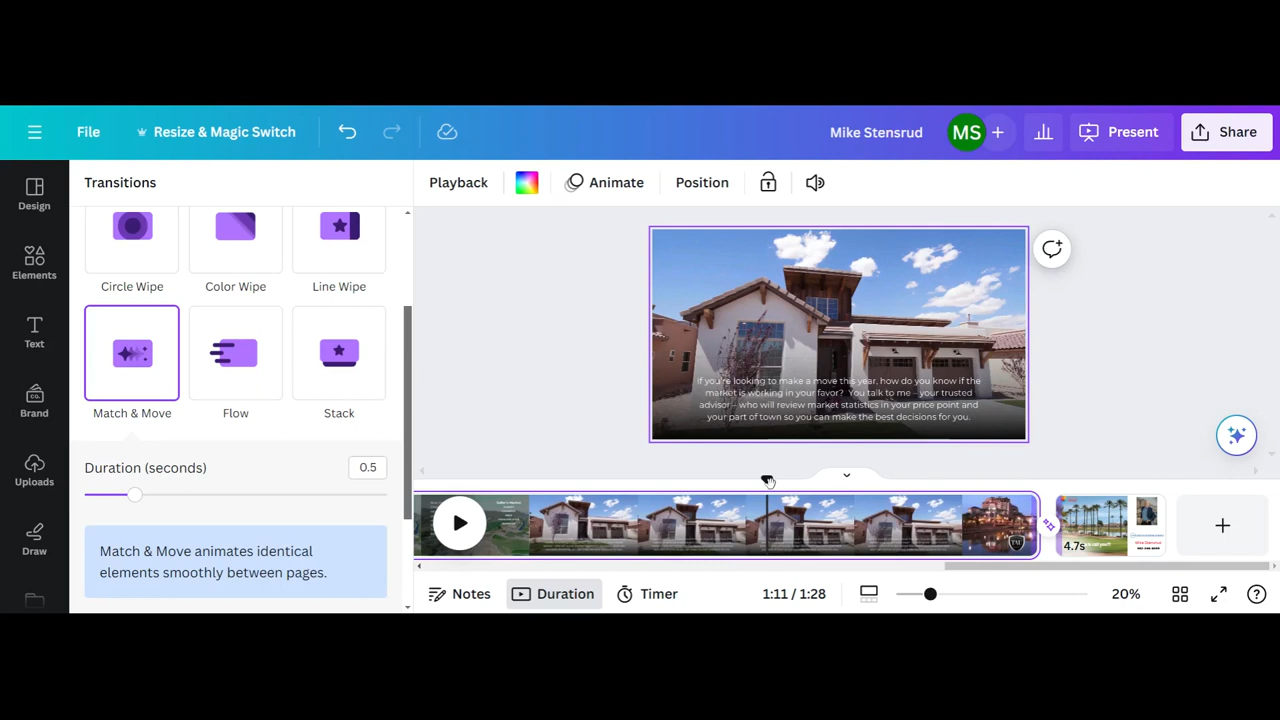 File
Resize & Magic Switch
Mike Stensrud
MS
Present
Share
Design
Elements
Text
Brand
Uploads
Draw
Transitions
Circle Wipe
Color Wipe
Line Wipe
Match & Move
Flow
Stack
Duration (seconds)
0.5
Match & Move animates identical
elements smoothly between pages.
Playback
Animate
Position
If you're looking to make a move this year, how do you know if the
market is working in your favor? You talk to me – your trusted
advisor – who will review market statistics in your price point and
your part of town so you can make the best decisions for you.
4.7s
Notes
Duration
Timer
1:11 / 1:28
20%